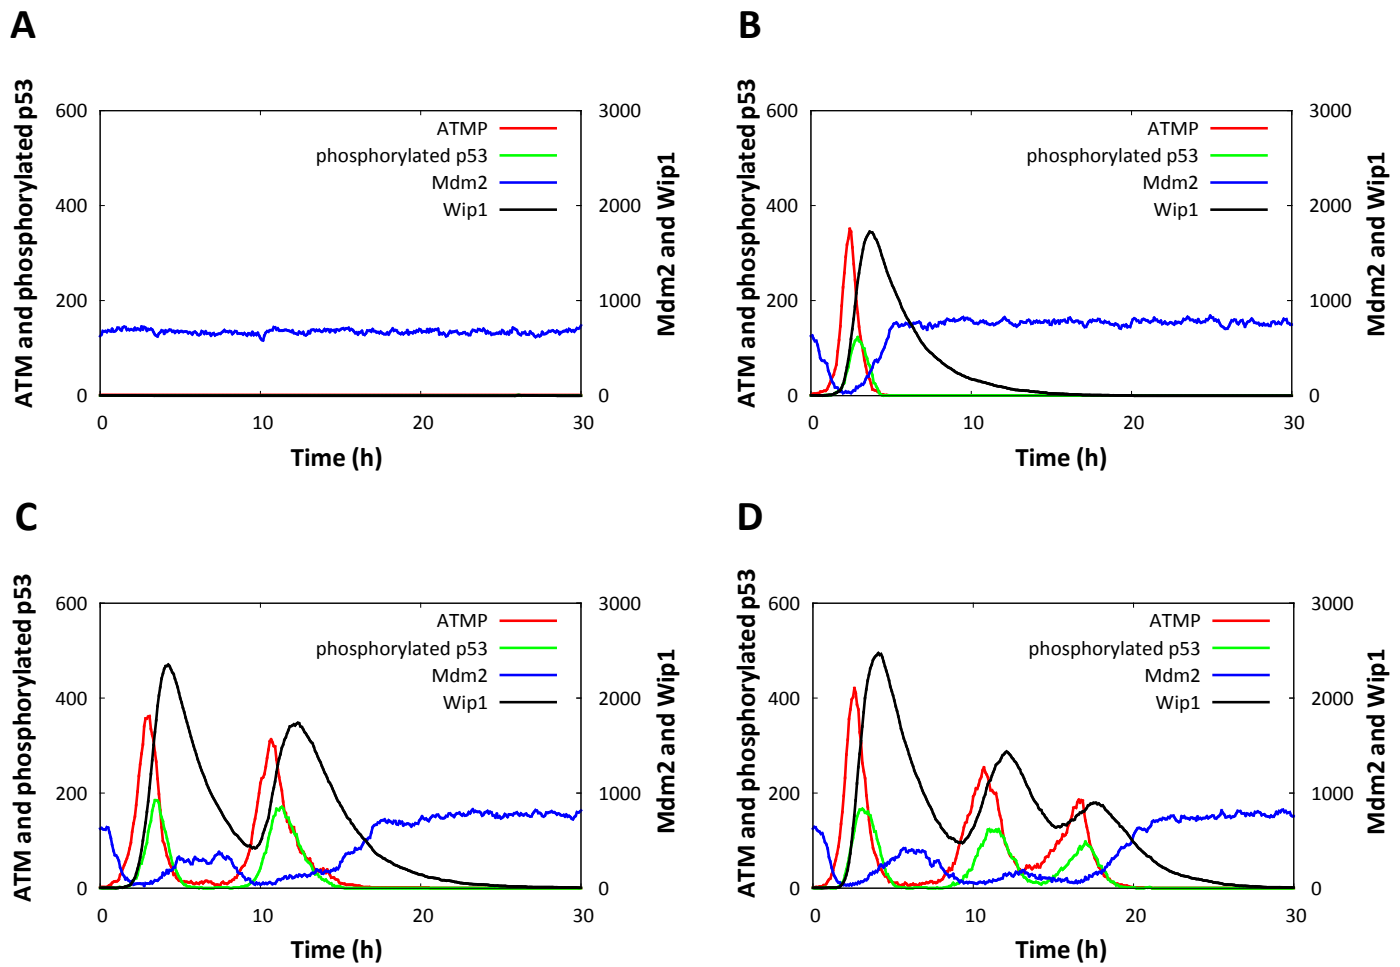 A
ATM and phosphorylated p53
600
400
200
0
ATMP
phosphorylated p53
Mdm2
Wip1
3000
2000
1000
0
Mdm2 and Wip1
0
10
20
30
Time (h)
B
ATM and phosphorylated p53
600
400
200
0
ATMP
phosphorylated p53
Mdm2
Wip1
3000
2000
1000
0
Mdm2 and Wip1
0
10
20
30
Time (h)
C
ATM and phosphorylated p53
600
400
200
0
ATMP
phosphorylated p53
Mdm2
Wip1
3000
2000
1000
0
Mdm2 and Wip1
0
10
20
30
Time (h)
D
ATM and phosphorylated p53
600
400
200
0
ATMP
phosphorylated p53
Mdm2
Wip1
3000
2000
1000
0
Mdm2 and Wip1
0
10
20
30
Time (h)